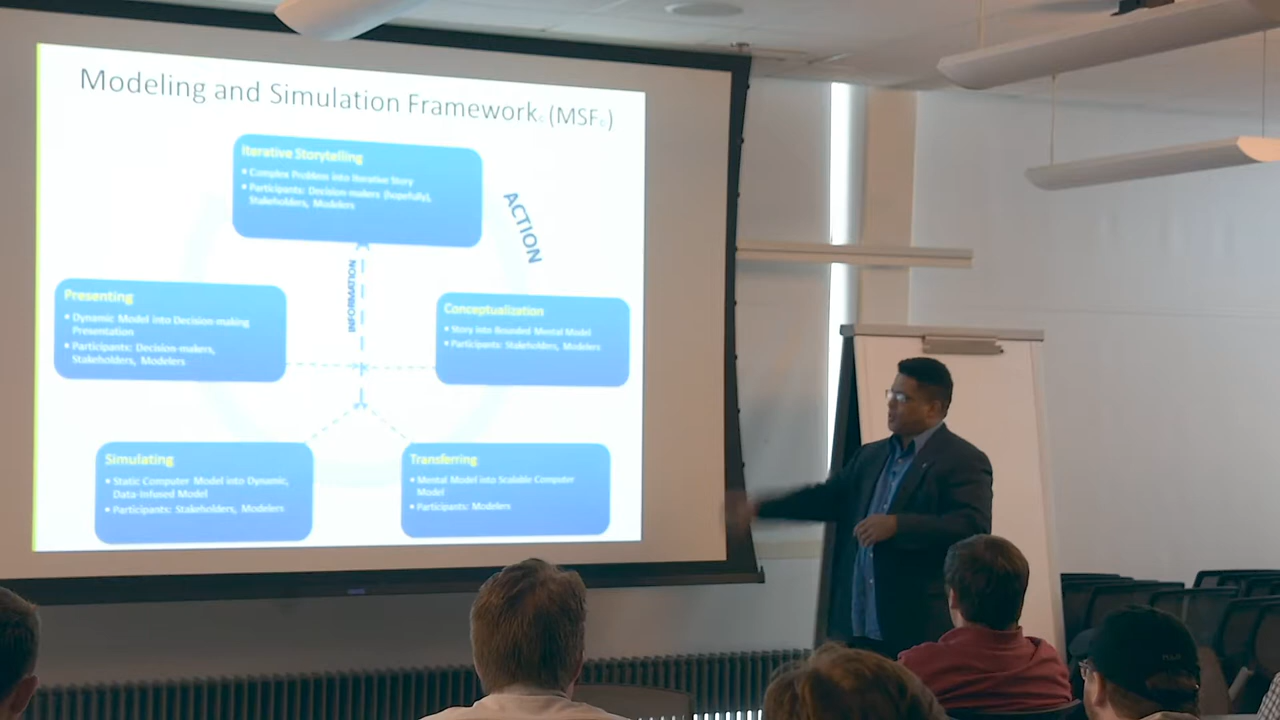 Modeling and Simulation Framework© (MSF©)
Iterative Storytelling
• Complex Problem into Iterative Story
• Participants: Decision-makers (hopefully),
Stakeholders, Modelers
ACTION
INFORMATION
Presenting
• Dynamic Model into Decision-making
Presentation
• Participants: Decision-makers,
Stakeholders, Modelers
Conceptualization
• Story into Bounded Mental Model
• Participants: Stakeholders, Modelers
Simulating
• Static Computer Model into Dynamic,
Data-Infused Model
• Participants: Stakeholders, Modelers
Transferring
• Mental Model into Scalable Computer
Model
• Participants: Modelers